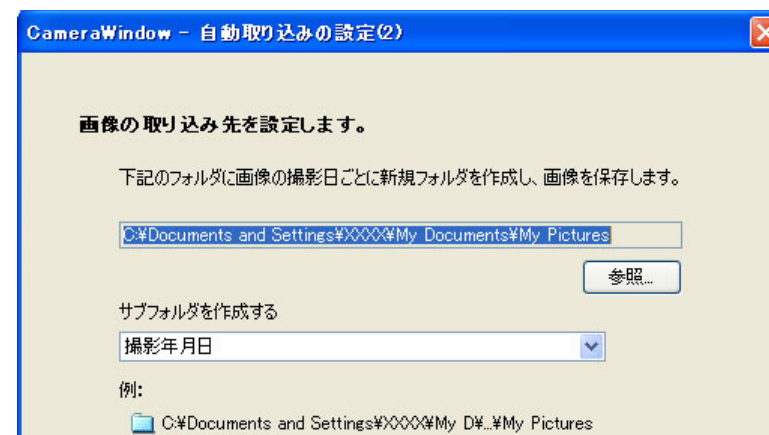 CameraWindow - 自動取り込みの設定(2)
画像の取り込み先を設定します。
下記のフォルダに画像の撮影日ごとに新規フォルダを作成し、画像を保存します。
C:¥Documents and Settings¥XXXX¥My Documents¥My Pictures
参照...
サブフォルダを作成する
撮影年月日
例:
C:¥Documents and Settings¥XXXX¥My D¥...¥My Pictures